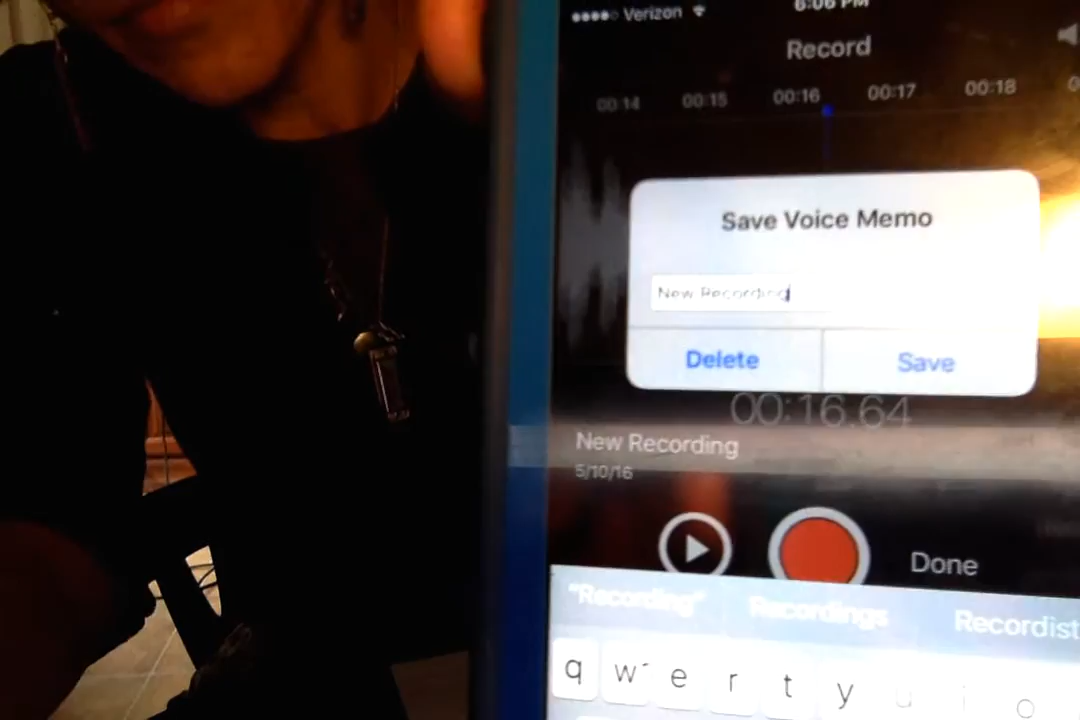 Verizon 6:06 PM
Record
00:14 00:15 00:16 00:17 00:18
Save Voice Memo
New Recording
Delete Save
00:16.64
New Recording
5/10/16
Done
"Recording" Recordings Recordist
q w e r t y u i o